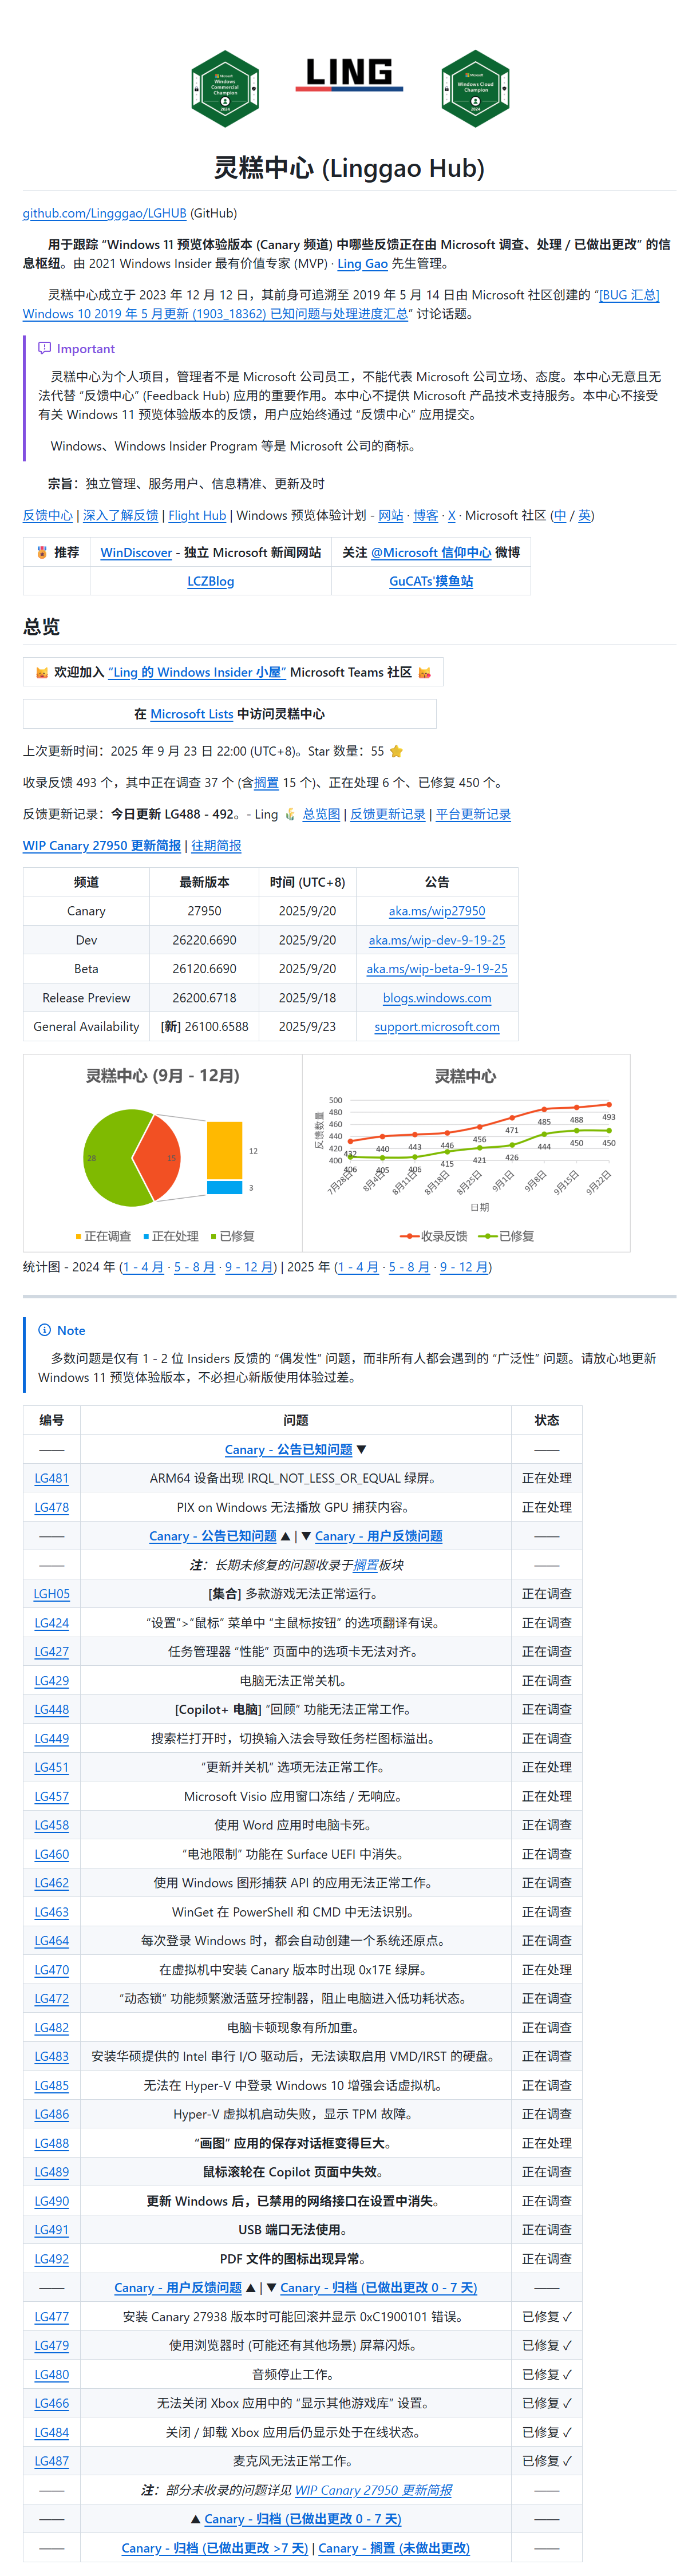 Microsoft
Windows
Commercial
Champion
2024
LING
Microsoft
Windows Cloud
Champion
2024
灵糕中心 (Linggao Hub)
github.com/Lingggao/LGHUB (GitHub)
用于跟踪 “Windows 11 预览体验版本 (Canary 频道) 中哪些反馈正在由 Microsoft 调查、处理 / 已做出更改” 的信
息枢纽。由 2021 Windows Insider 最有价值专家 (MVP) · Ling Gao 先生管理。
灵糕中心成立于 2023 年 12 月 12 日，其前身可追溯至 2019 年 5 月 14 日由 Microsoft 社区创建的 “[BUG 汇总]
Windows 10 2019 年 5 月更新 (1903_18362) 已知问题与处理进度汇总” 讨论话题。
Important
灵糕中心为个人项目，管理者不是 Microsoft 公司员工，不能代表 Microsoft 公司立场、态度。本中心无意且无
法代替 “反馈中心” (Feedback Hub) 应用的重要作用。本中心不提供 Microsoft 产品技术支持服务。本中心不接受
有关 Windows 11 预览体验版本的反馈，用户应始终通过 “反馈中心” 应用提交。
Windows、Windows Insider Program 等是 Microsoft 公司的商标。
宗旨：独立管理、服务用户、信息精准、更新及时
反馈中心 | 深入了解反馈 | Flight Hub | Windows 预览体验计划 - 网站 · 博客 · X · Microsoft 社区 (中 / 英)
推荐 WinDiscover - 独立 Microsoft 新闻网站 关注 @Microsoft 信仰中心 微博
LCZBlog GuCATs'摸鱼站
总览
欢迎加入 “Ling 的 Windows Insider 小屋” Microsoft Teams 社区
在 Microsoft Lists 中访问灵糕中心
上次更新时间：2025 年 9 月 23 日 22:00 (UTC+8)。Star 数量：55
收录反馈 493 个，其中正在调查 37 个 (含搁置 15 个)、正在处理 6 个、已修复 450 个。
反馈更新记录：今日更新 LG488 - 492。- Ling 总览图 | 反馈更新记录 | 平台更新记录
WIP Canary 27950 更新简报 | 往期简报
频道 最新版本 时间 (UTC+8) 公告
Canary 27950 2025/9/20 aka.ms/wip27950
Dev 26220.6690 2025/9/20 aka.ms/wip-dev-9-19-25
Beta 26120.6690 2025/9/20 aka.ms/wip-beta-9-19-25
Release Preview 26200.6718 2025/9/18 blogs.windows.com
General Availability [新] 26100.6588 2025/9/23 support.microsoft.com
灵糕中心 (9月 - 12月)
28 15 12 3
正在调查 正在处理 已修复
灵糕中心
反馈数量
500
480
460
440
420
400
432 440 443 446 456 471 485 488 493
406 405 406 415 421 426 444 450 450
7月28日 8月4日 8月11日 8月18日 8月25日 9月1日 9月8日 9月15日 9月22日
日期
收录反馈 已修复
统计图 - 2024 年 (1 - 4 月 · 5 - 8 月 · 9 - 12 月) | 2025 年 (1 - 4 月 · 5 - 8 月 · 9 - 12 月)
Note
多数问题是仅有 1 - 2 位 Insiders 反馈的 “偶发性” 问题，而非所有人都会遇到的 “广泛性” 问题。请放心地更新
Windows 11 预览体验版本，不必担心新版使用体验过差。
编号 问题 状态
—— Canary - 公告已知问题 ▼ ——
LG481 ARM64 设备出现 IRQL_NOT_LESS_OR_EQUAL 绿屏。 正在处理
LG478 PIX on Windows 无法播放 GPU 捕获内容。 正在处理
—— Canary - 公告已知问题 ▲ | ▼ Canary - 用户反馈问题 ——
—— 注：长期未修复的问题收录于搁置板块 ——
LGH05 [集合] 多款游戏无法正常运行。 正在调查
LG424 “设置”>“鼠标” 菜单中 “主鼠标按钮” 的选项翻译有误。 正在调查
LG427 任务管理器 “性能” 页面中的选项卡无法对齐。 正在调查
LG429 电脑无法正常关机。 正在调查
LG448 [Copilot+ 电脑] “回顾” 功能无法正常工作。 正在调查
LG449 搜索栏打开时，切换输入法会导致任务栏图标溢出。 正在调查
LG451 “更新并关机” 选项无法正常工作。 正在处理
LG457 Microsoft Visio 应用窗口冻结 / 无响应。 正在处理
LG458 使用 Word 应用时电脑卡死。 正在调查
LG460 “电池限制” 功能在 Surface UEFI 中消失。 正在调查
LG462 使用 Windows 图形捕获 API 的应用无法正常工作。 正在调查
LG463 WinGet 在 PowerShell 和 CMD 中无法识别。 正在调查
LG464 每次登录 Windows 时，都会自动创建一个系统还原点。 正在调查
LG470 在虚拟机中安装 Canary 版本时出现 0x17E 绿屏。 正在处理
LG472 “动态锁” 功能频繁激活蓝牙控制器，阻止电脑进入低功耗状态。 正在调查
LG482 电脑卡顿现象有所加重。 正在调查
LG483 安装华硕提供的 Intel 串行 I/O 驱动后，无法读取启用 VMD/IRST 的硬盘。 正在调查
LG485 无法在 Hyper-V 中登录 Windows 10 增强会话虚拟机。 正在调查
LG486 Hyper-V 虚拟机启动失败，显示 TPM 故障。 正在调查
LG488 “画图” 应用的保存对话框变得巨大。 正在处理
LG489 鼠标滚轮在 Copilot 页面中失效。 正在调查
LG490 更新 Windows 后，已禁用的网络接口在设置中消失。 正在调查
LG491 USB 端口无法使用。 正在调查
LG492 PDF 文件的图标出现异常。 正在调查
—— Canary - 用户反馈问题 ▲ | ▼ Canary - 归档 (已做出更改 0 - 7 天) ——
LG477 安装 Canary 27938 版本时可能回滚并显示 0xC1900101 错误。 已修复 ✓
LG479 使用浏览器时 (可能还有其他场景) 屏幕闪烁。 已修复 ✓
LG480 音频停止工作。 已修复 ✓
LG466 无法关闭 Xbox 应用中的 “显示其他游戏库” 设置。 已修复 ✓
LG484 关闭 / 卸载 Xbox 应用后仍显示处于在线状态。 已修复 ✓
LG487 麦克风无法正常工作。 已修复 ✓
—— 注：部分未收录的问题详见 WIP Canary 27950 更新简报 ——
—— ▲ Canary - 归档 (已做出更改 0 - 7 天) ——
—— Canary - 归档 (已做出更改 >7 天) | Canary - 搁置 (未做出更改) ——